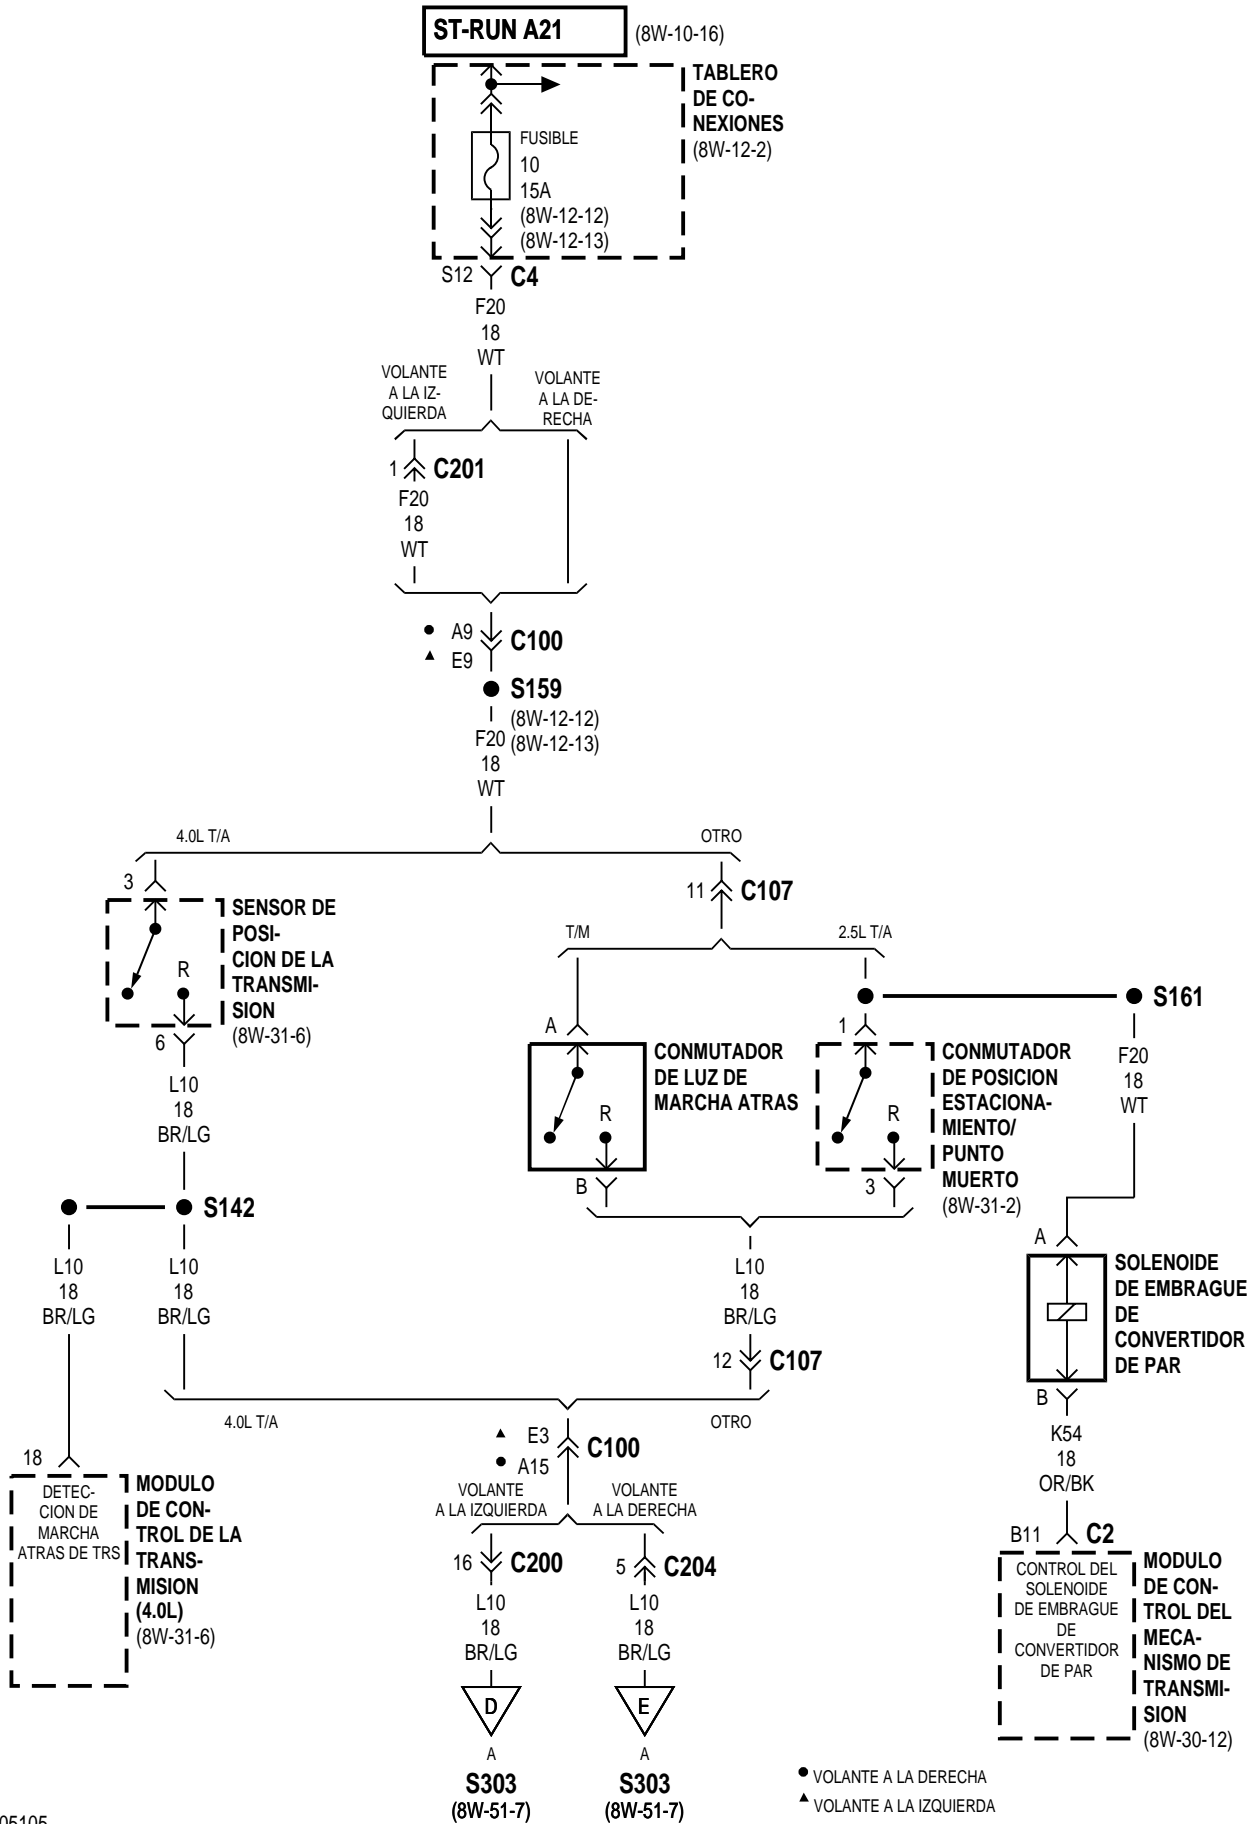 ST-RUN A21
(8W-10-16)
TABLERO
DE CO-
NEXIONES
(8W-12-2)
FUSIBLE
10
15A
(8W-12-12)
(8W-12-13)
S12
C4
F20
18
WT
VOLANTE
A LA IZ-
QUIERDA
VOLANTE
A LA DE-
RECHA
1
C201
F20
18
WT
● A9
▲ E9
C100
S159
(8W-12-12)
(8W-12-13)
F20
18
WT
4.0L T/A
OTRO
3
SENSOR DE
POSI-
CION DE LA
TRANSMI-
SION
(8W-31-6)
R
6
L10
18
BR/LG
S142
L10
18
BR/LG
L10
18
BR/LG
11
C107
T/M
2.5L T/A
S161
A
CONMUTADOR
DE LUZ DE
MARCHA ATRAS
R
B
1
CONMUTADOR
DE POSICION
ESTACIONA-
MIENTO/
PUNTO
MUERTO
(8W-31-2)
R
3
F20
18
WT
L10
18
BR/LG
12
C107
A
SOLENOIDE
DE EMBRAGUE
DE
CONVERTIDOR
DE PAR
B
K54
18
OR/BK
4.0L T/A
OTRO
▲ E3
● A15
C100
18
DETEC-
CION DE
MARCHA
ATRAS DE TRS
MODULO
DE CON-
TROL DE LA
TRANS-
MISION
(4.0L)
(8W-31-6)
VOLANTE
A LA IZQUIERDA
VOLANTE
A LA DERECHA
16
C200
5
C204
L10
18
BR/LG
L10
18
BR/LG
D
E
A
A
S303
(8W-51-7)
S303
(8W-51-7)
B11
C2
CONTROL DEL
SOLENOIDE
DE EMBRAGUE
DE
CONVERTIDOR
DE PAR
MODULO
DE CON-
TROL DEL
MECA-
NISMO DE
TRANSMI-
SION
(8W-30-12)
● VOLANTE A LA DERECHA
▲ VOLANTE A LA IZQUIERDA